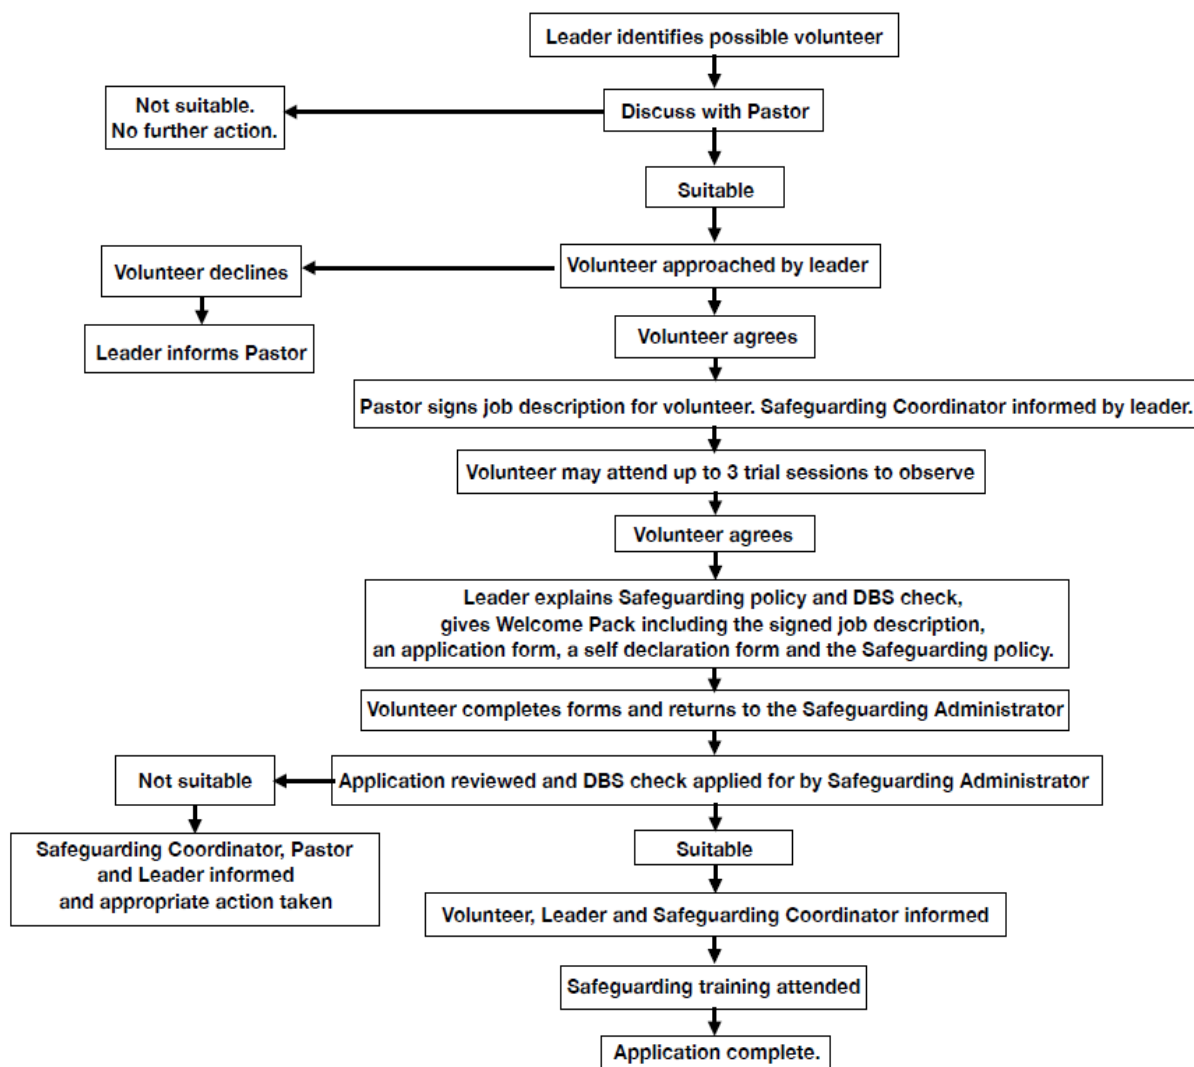 Leader identifies possible volunteer
Not suitable.
No further action.
Discuss with Pastor
Suitable
Volunteer declines
Volunteer approached by leader
Leader informs Pastor
Volunteer agrees
Pastor signs job description for volunteer. Safeguarding Coordinator informed by leader.
Volunteer may attend up to 3 trial sessions to observe
Volunteer agrees
Leader explains Safeguarding policy and DBS check,
gives Welcome Pack including the signed job description,
an application form, a self declaration form and the Safeguarding policy.
Volunteer completes forms and returns to the Safeguarding Administrator
Not suitable
Application reviewed and DBS check applied for by Safeguarding Administrator
Safeguarding Coordinator, Pastor
and Leader informed
and appropriate action taken
Suitable
Volunteer, Leader and Safeguarding Coordinator informed
Safeguarding training attended
Application complete.